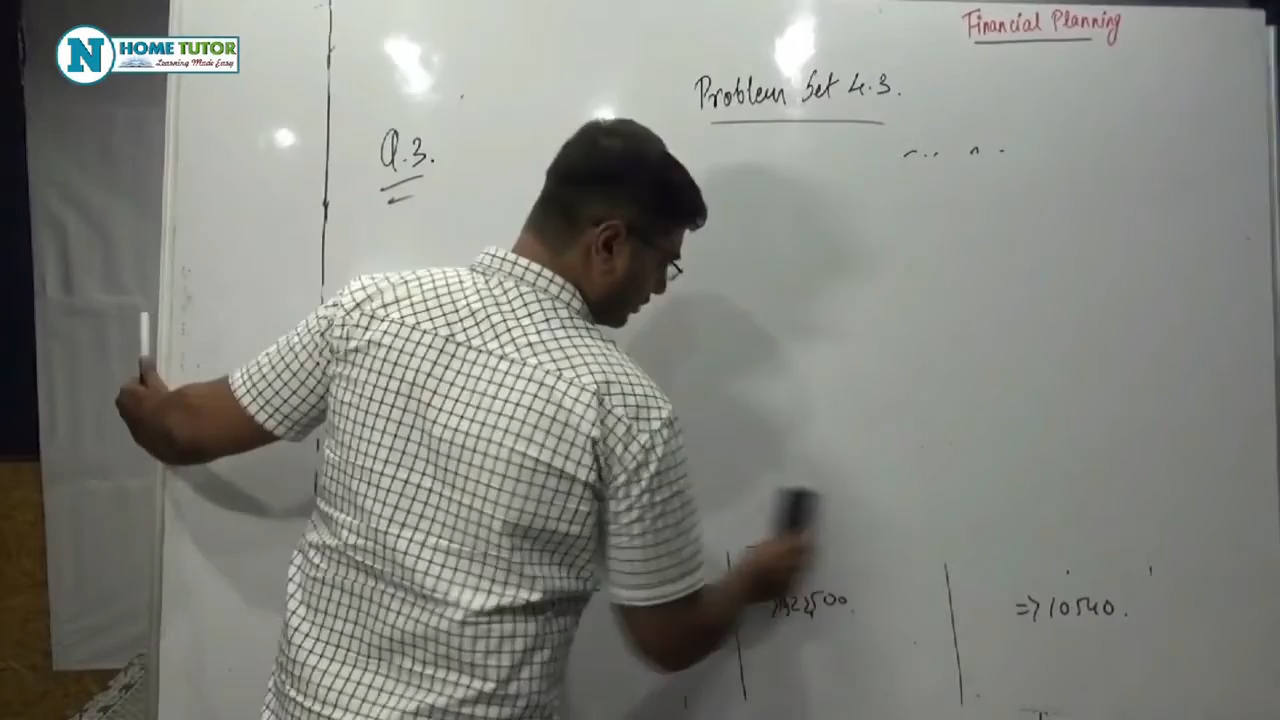 N HOME TUTOR
Learning Made Easy
Financial Planning
Problem Set 4.3.
Q.3.
=> 10540.